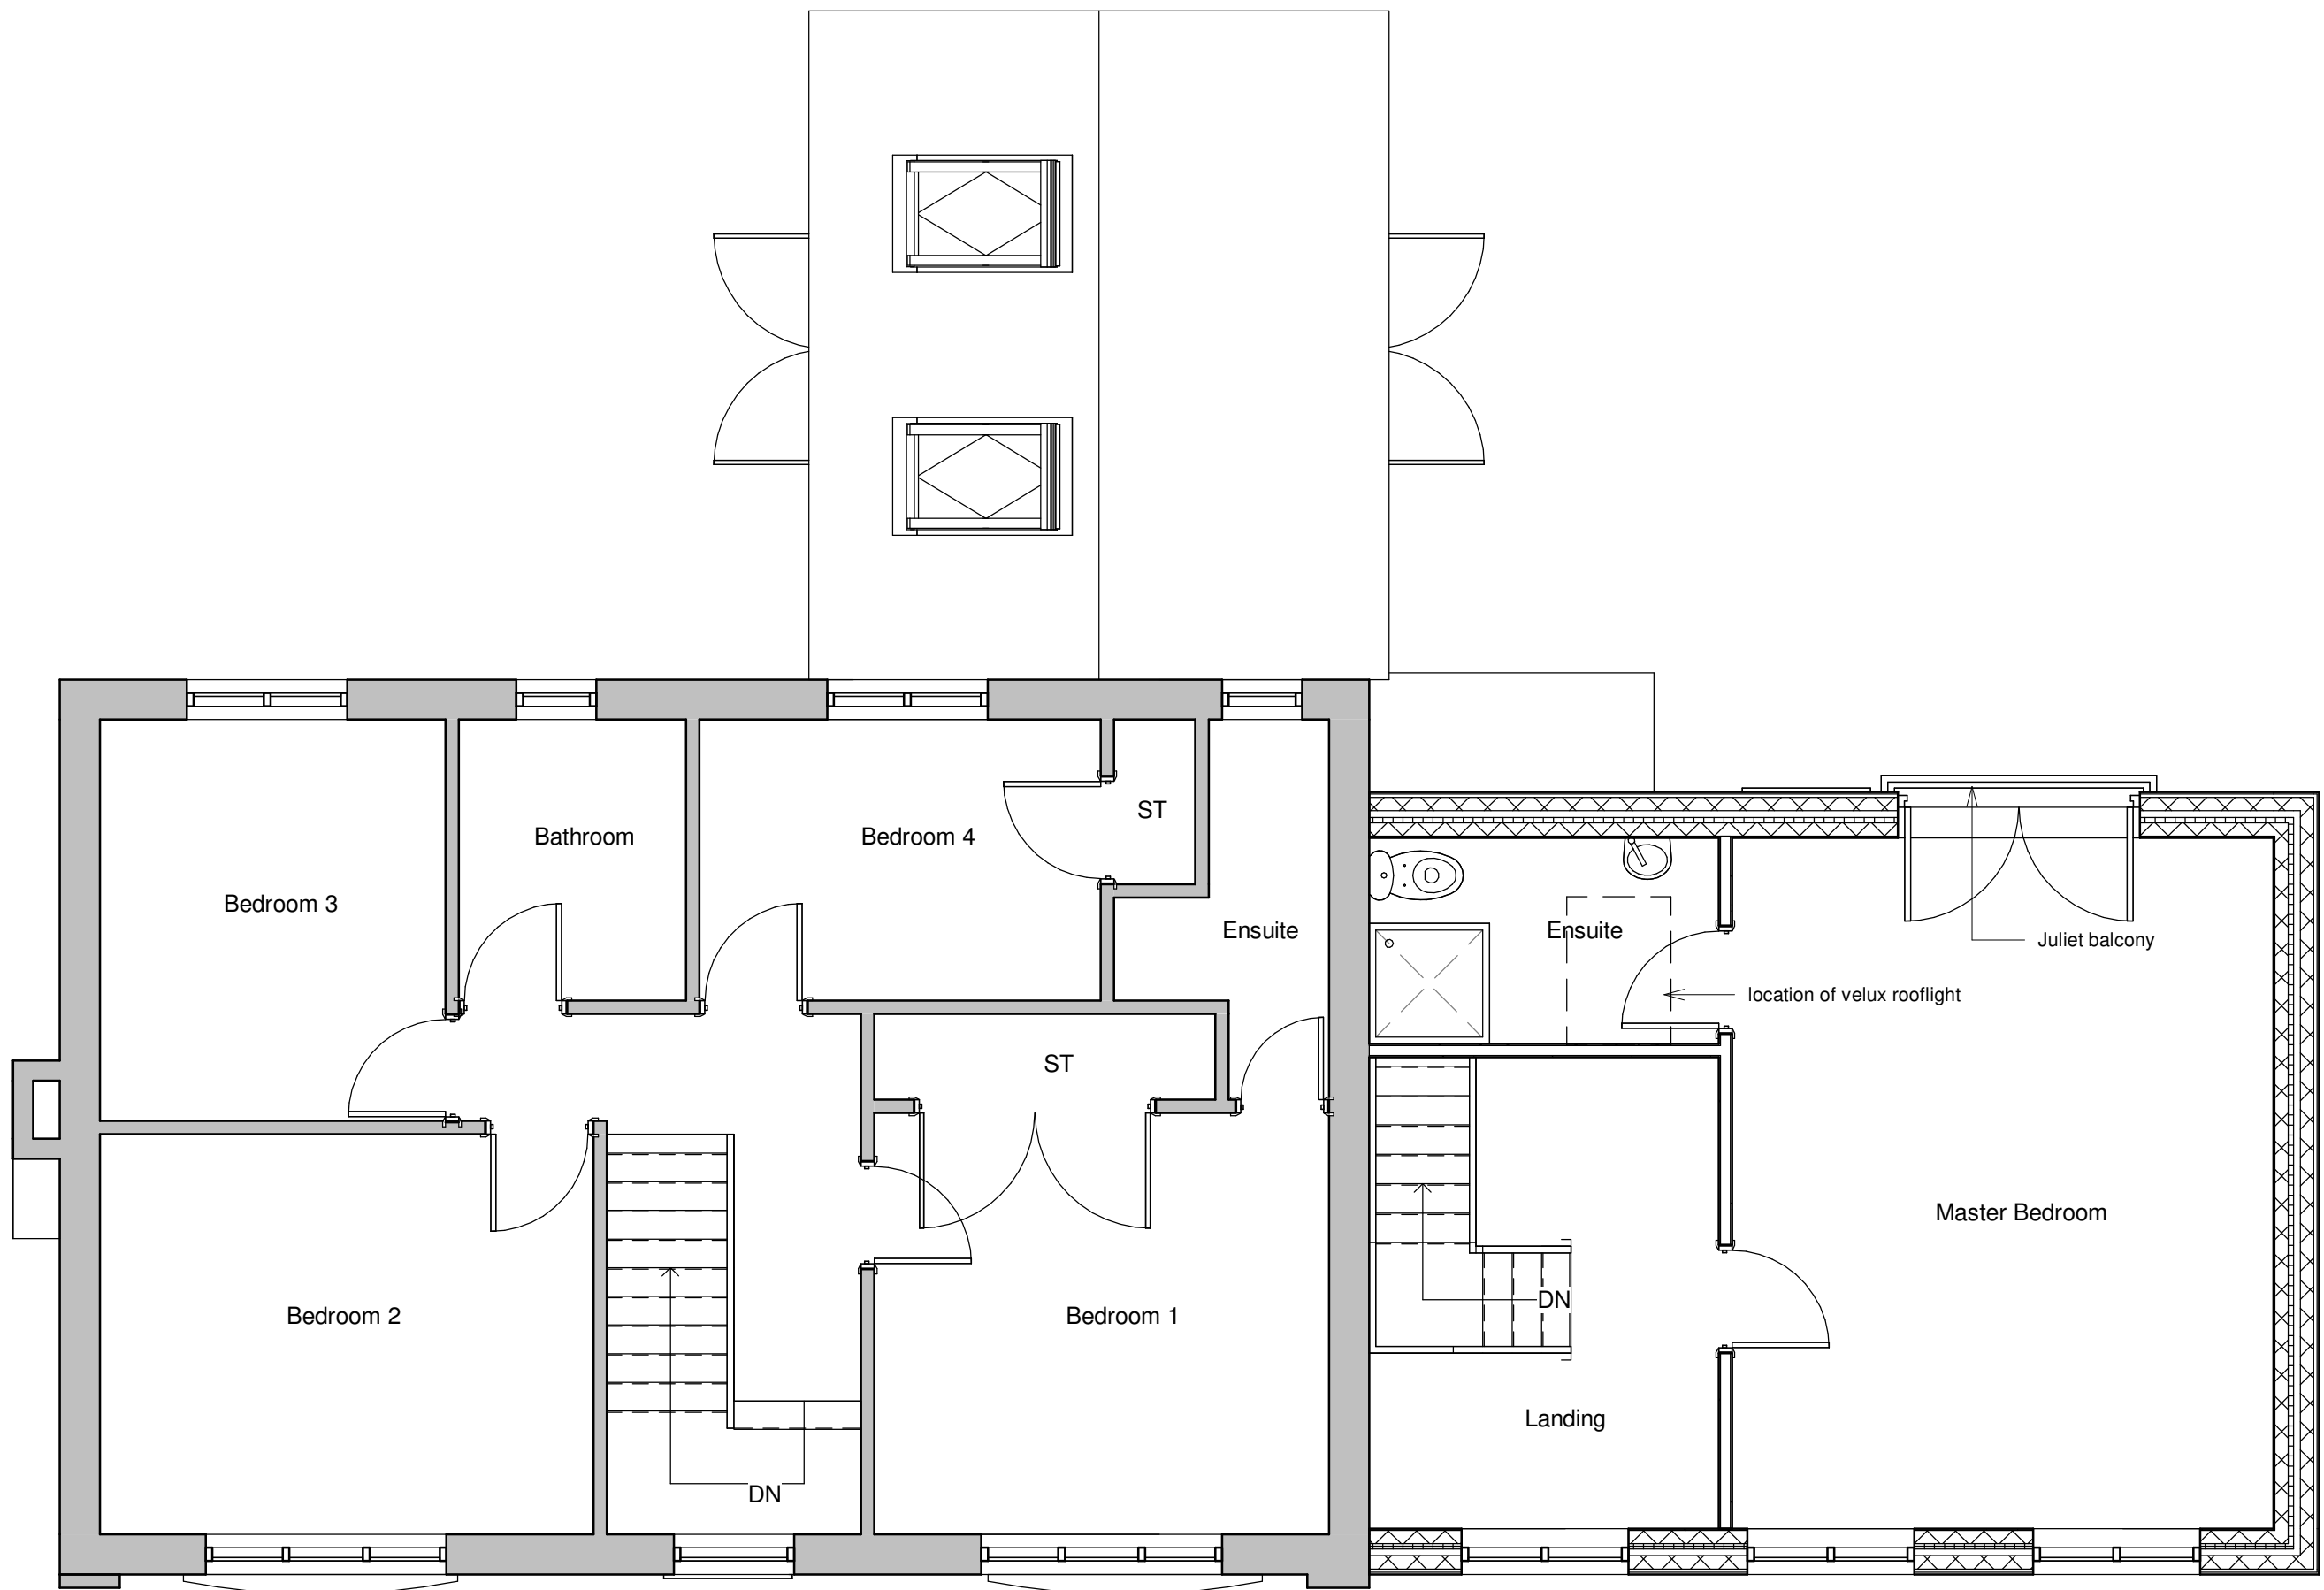 ST
Bathroom
Bedroom 4
Bedroom 3
Ensuite
Ensuite
Juliet balcony
location of velux rooflight
ST
Master Bedroom
Bedroom 2
Bedroom 1
DN
Landing
DN